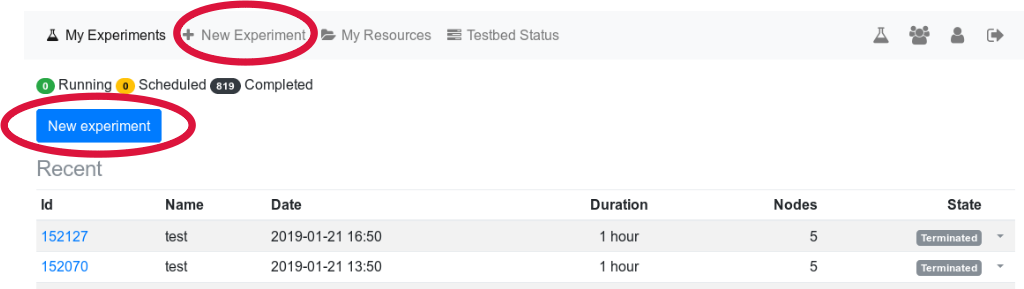 My Experiments New Experiment My Resources Testbed Status
0 Running 0 Scheduled 819 Completed
New experiment
Recent
Id Name Date Duration Nodes State
152127 test 2019-01-21 16:50 1 hour 5 Terminated
152070 test 2019-01-21 13:50 1 hour 5 Terminated